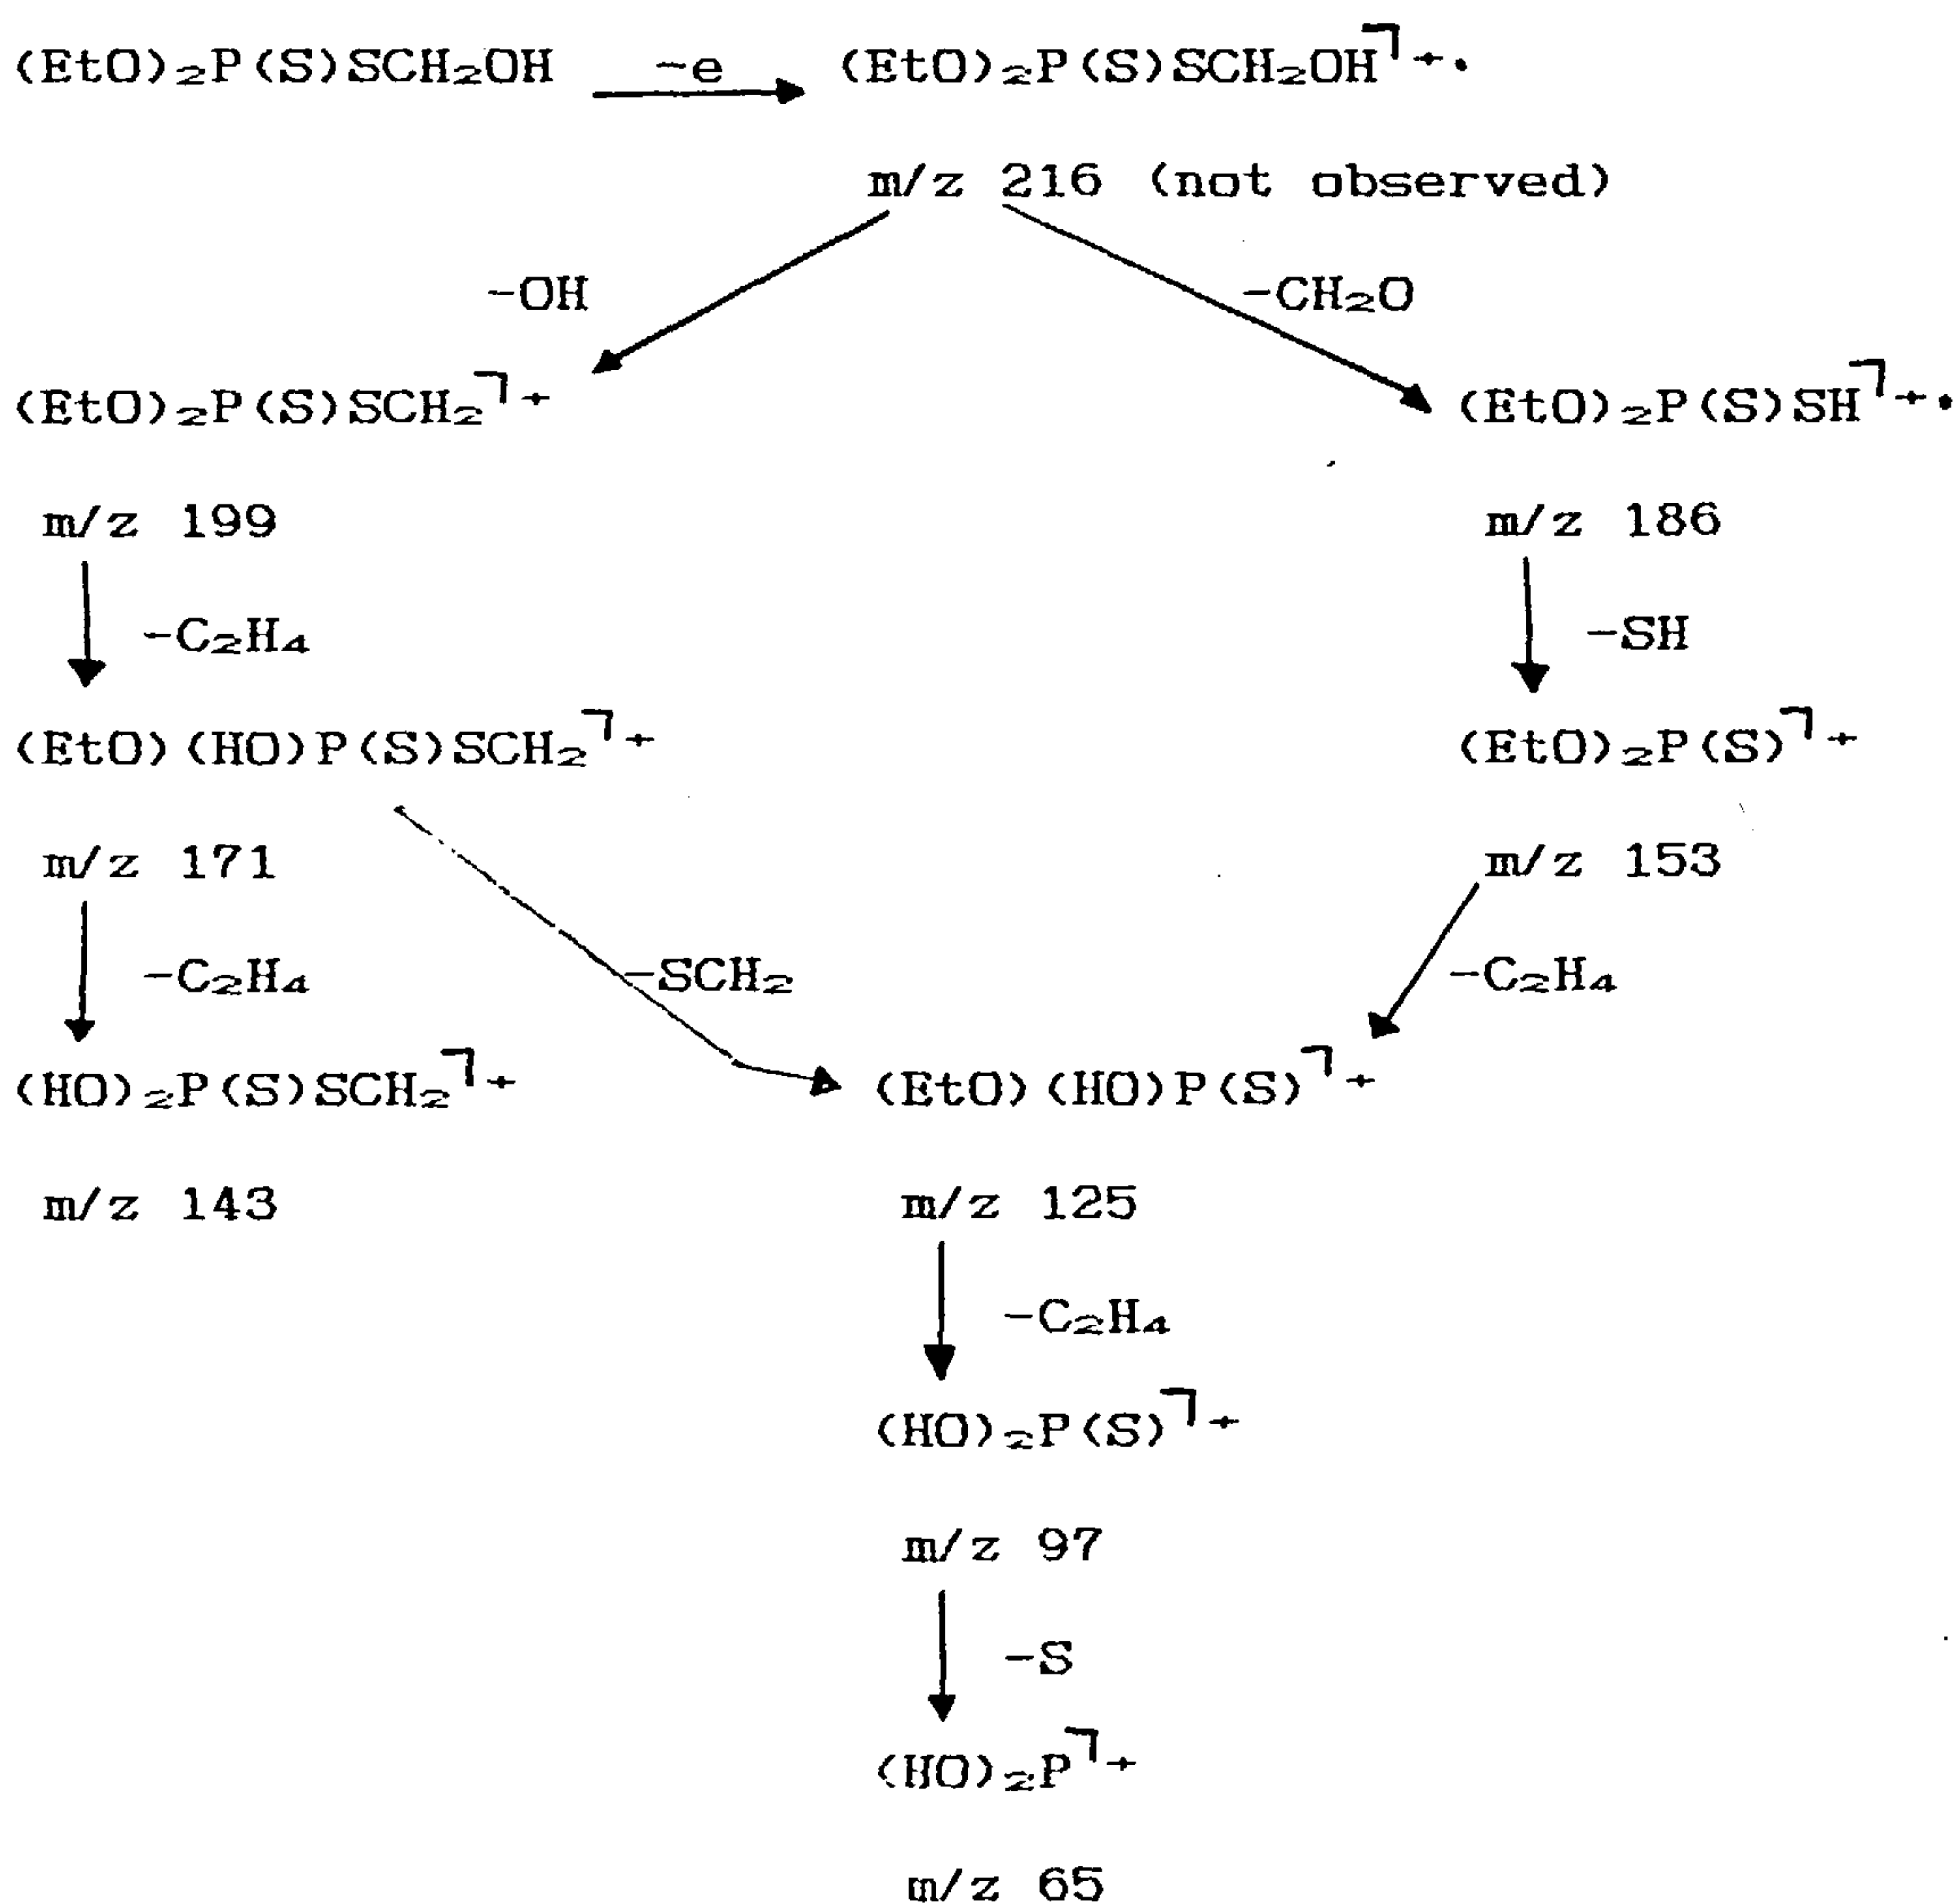 (EtO)₂P(S)SCH₂OH -e (EtO)₂P(S)SCH₂OH⌝+•
m/z 216 (not observed)
-OH -CH₂O
(EtO)₂P(S)SCH₂⌝+ (EtO)₂P(S)SH⌝+•
m/z 199 m/z 186
-C₂H₄ -SH
(EtO)(HO)P(S)SCH₂⌝+ (EtO)₂P(S)⌝+
m/z 171 m/z 153
-C₂H₄ -SCH₂ -C₂H₄
(HO)₂P(S)SCH₂⌝+ (EtO)(HO)P(S)⌝+
m/z 143 m/z 125
-C₂H₄
(HO)₂P(S)⌝+
m/z 97
-S
(HO)₂P⌝+
m/z 65